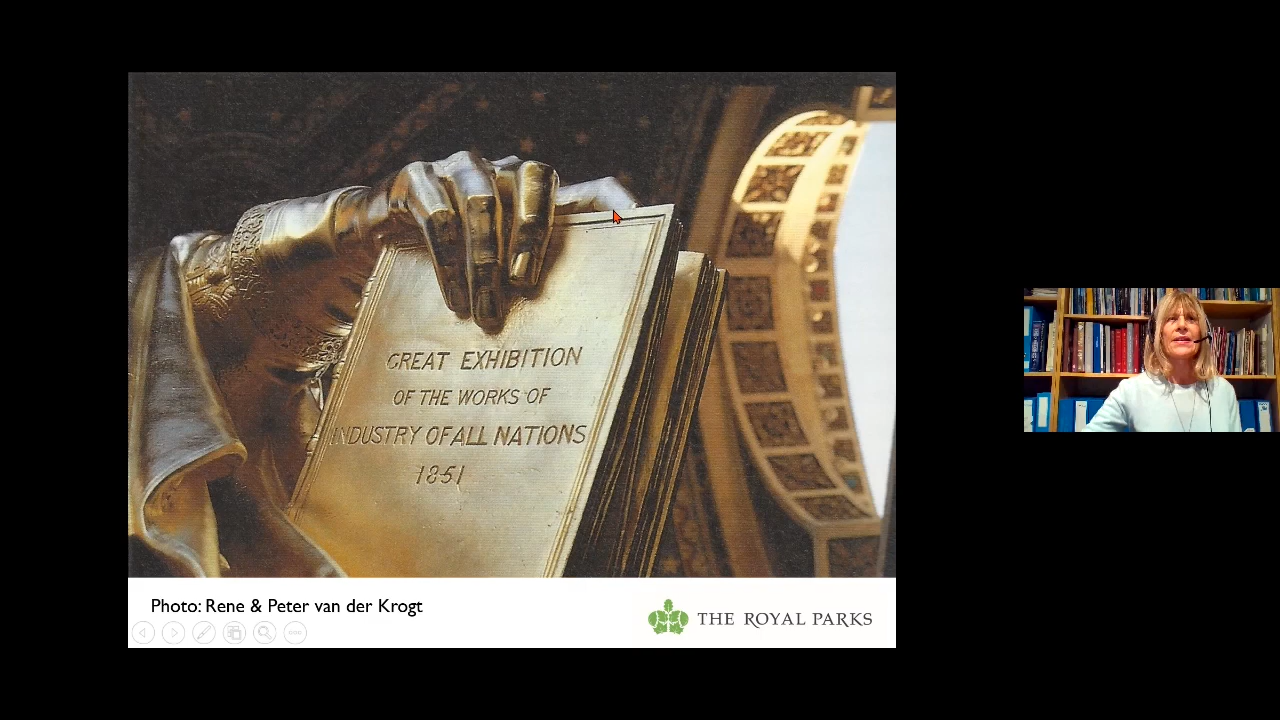 GREAT EXHIBITION
OF THE WORKS OF
INDUSTRY OF ALL NATIONS
1851
Photo: Rene & Peter van der Krogt
THE ROYAL PARKS